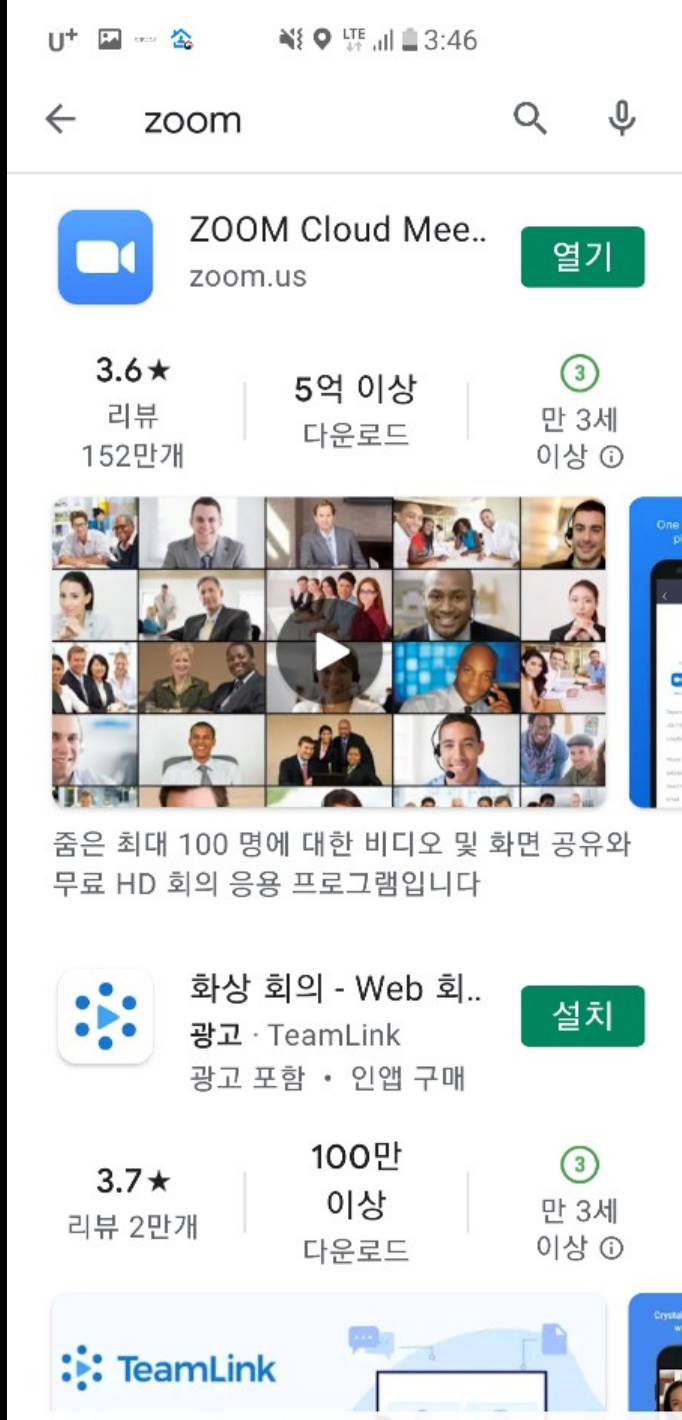 U+ LTE 3:46
zoom
ZOOM Cloud Mee..
zoom.us
열기
3.6★
리뷰
152만개
5억 이상
다운로드
3
만 3세
이상
One
줌은 최대 100 명에 대한 비디오 및 화면 공유와
무료 HD 회의 응용 프로그램입니다
화상 회의 - Web 회..
광고 · TeamLink
광고 포함 • 인앱 구매
설치
3.7★
리뷰 2만개
100만
이상
다운로드
3
만 3세
이상
TeamLink
Crystal